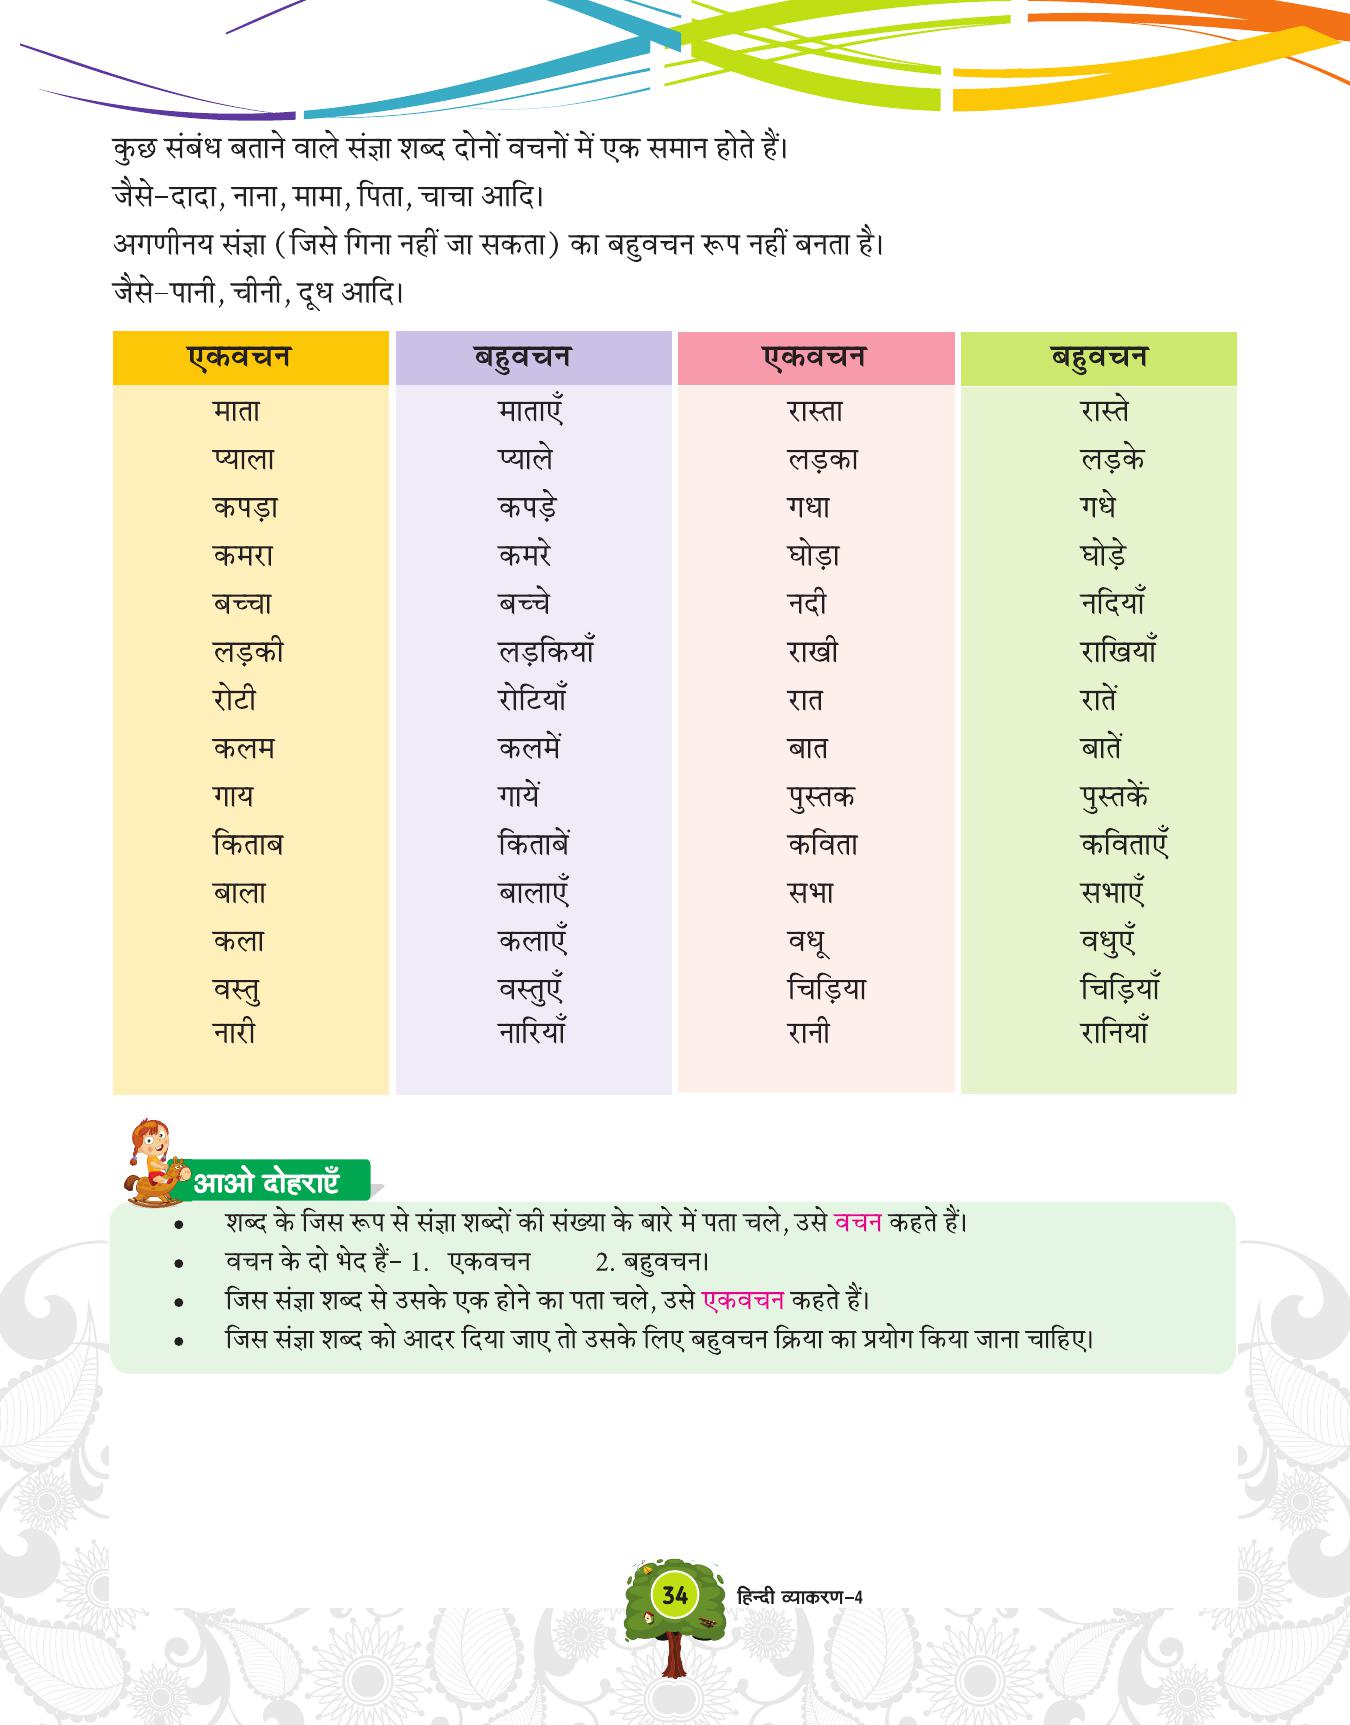 कुछ संबंध बताने वाले संज्ञा शब्द दोनों वचनों में एक समान होते हैं।
जैसे–दादा, नाना, मामा, पिता, चाचा आदि।
अगणीनय संज्ञा (जिसे गिना नहीं जा सकता) का बहुवचन रूप नहीं बनता है।
जैसे–पानी, चीनी, दूध आदि।
एकवचन बहुवचन एकवचन बहुवचन
माता माताएँ रास्ता रास्ते
प्याला प्याले लड़का लड़के
कपड़ा कपड़े गधा गधे
कमरा कमरे घोड़ा घोड़े
बच्चा बच्चे नदी नदियाँ
लड़की लड़कियाँ राखी राखियाँ
रोटी रोटियाँ रात रातें
कलम कलमें बात बातें
गाय गायें पुस्तक पुस्तकें
किताब किताबें कविता कविताएँ
बाला बालाएँ सभा सभाएँ
कला कलाएँ वधू वधुएँ
वस्तु वस्तुएँ चिड़िया चिड़ियाँ
नारी नारियाँ रानी रानियाँ
आओ दोहराएँ
• शब्द के जिस रूप से संज्ञा शब्दों की संख्या के बारे में पता चले, उसे वचन कहते हैं।
• वचन के दो भेद हैं– 1. एकवचन 2. बहुवचन।
• जिस संज्ञा शब्द से उसके एक होने का पता चले, उसे एकवचन कहते हैं।
• जिस संज्ञा शब्द को आदर दिया जाए तो उसके लिए बहुवचन क्रिया का प्रयोग किया जाना चाहिए।
34 हिन्दी व्याकरण–4